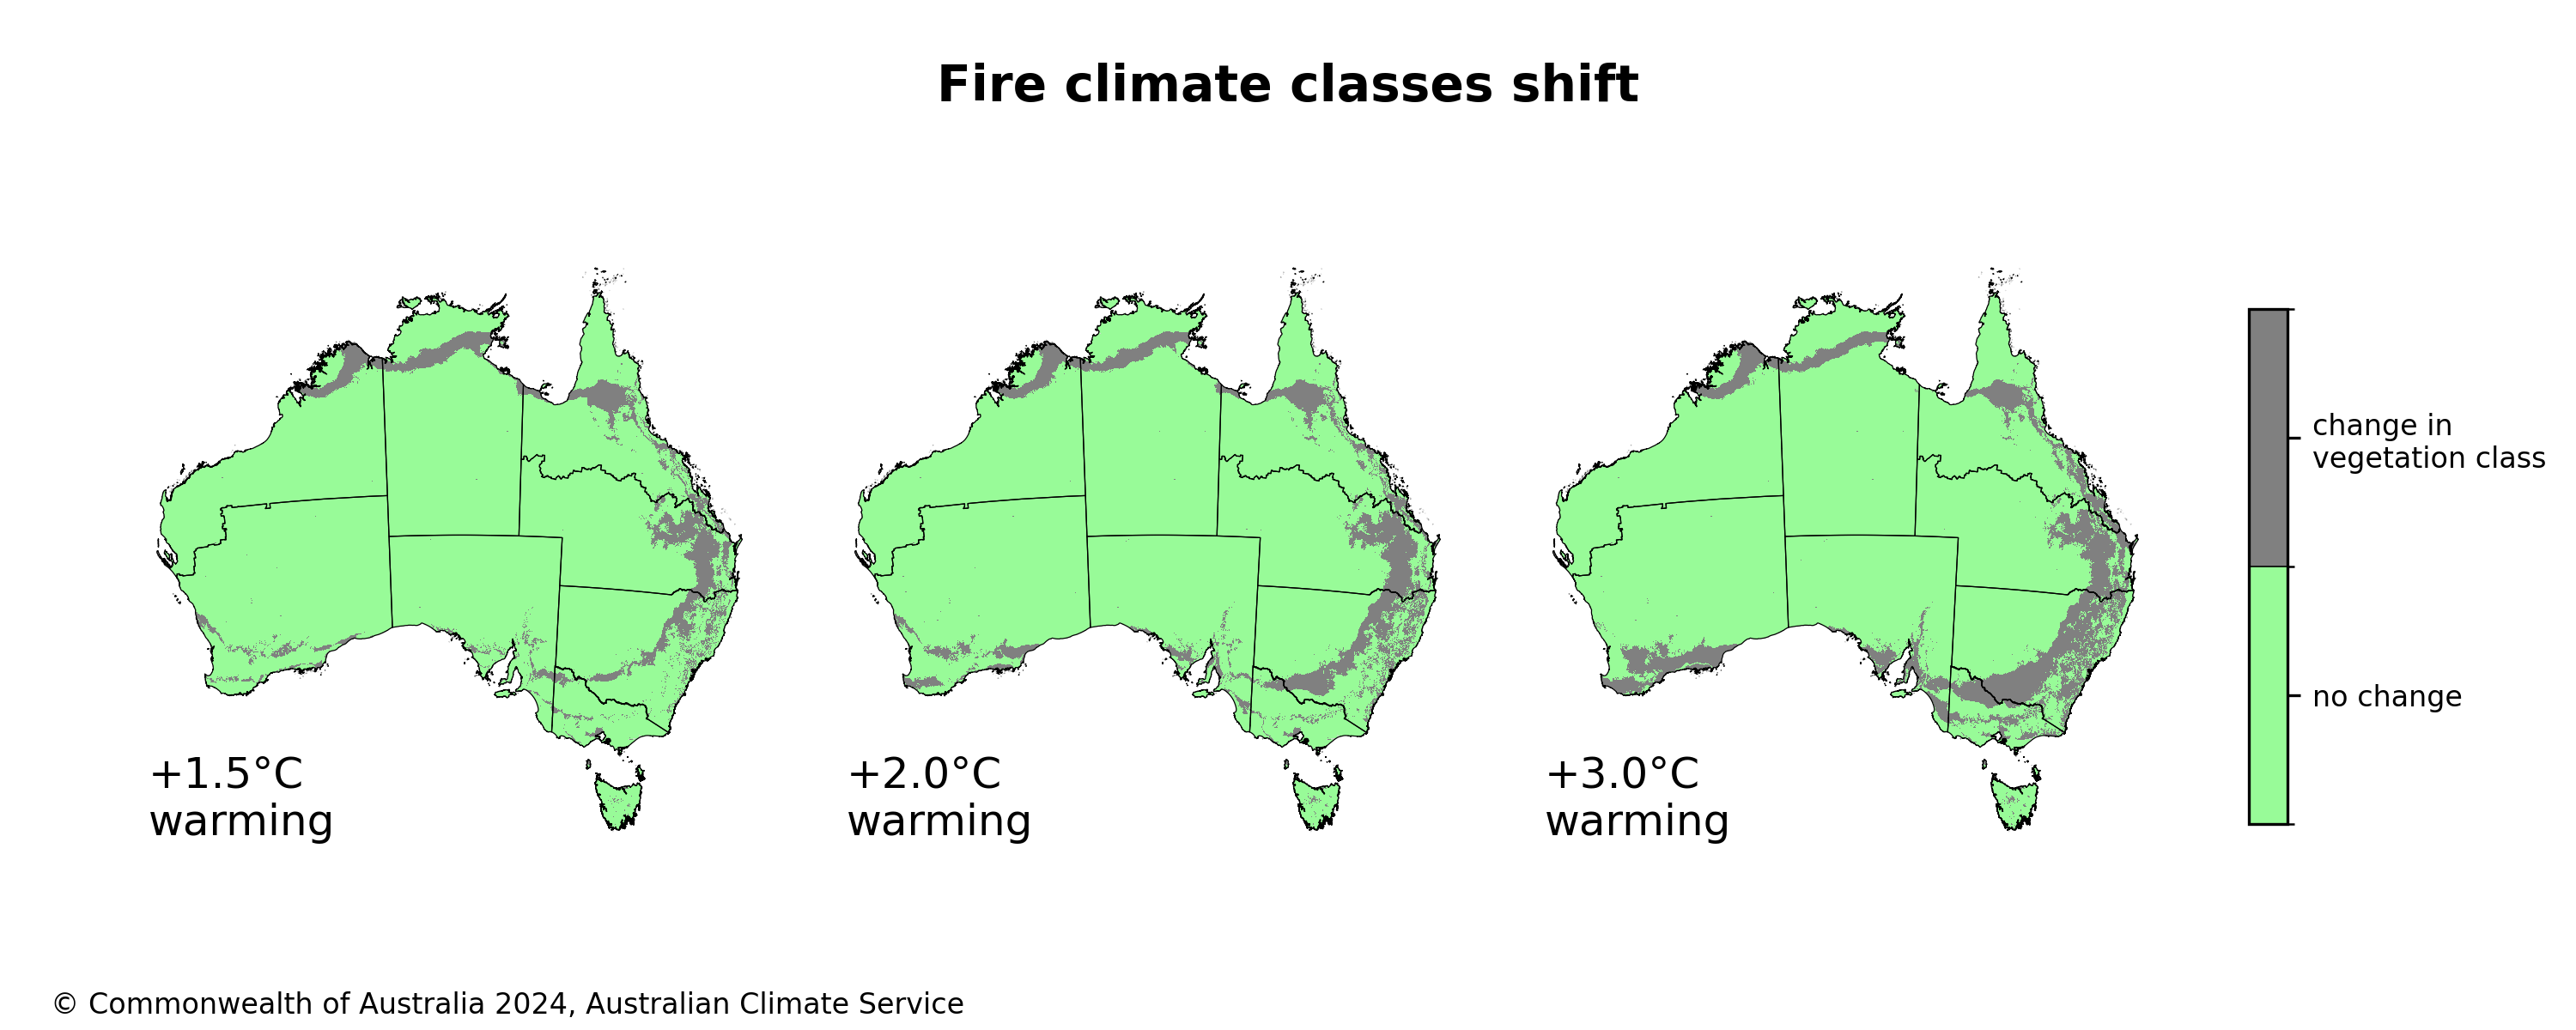 Fire climate classes shift
+1.5°C
warming
+2.0°C
warming
+3.0°C
warming
change in
vegetation class
no change
© Commonwealth of Australia 2024, Australian Climate Service